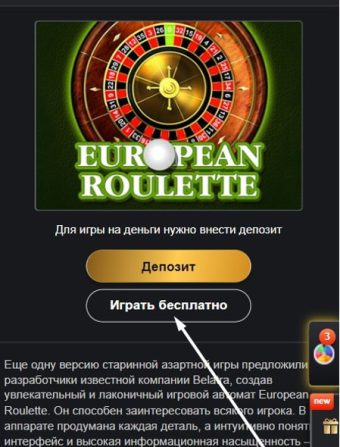 EUROPEAN
ROULETTE
Для игры на деньги нужно внести депозит
Депозит
Играть бесплатно
3
new
Еще одну версию старинной азартной игры предложили
разработчики известной компании Belatra, создав
увлекательный и лаконичный игровой автомат European
Roulette. Он способен заинтересовать всякого игрока. В
аппарате продумана каждая деталь, а интуитивно понят
интерфейс и высокая информационная насыщенность –